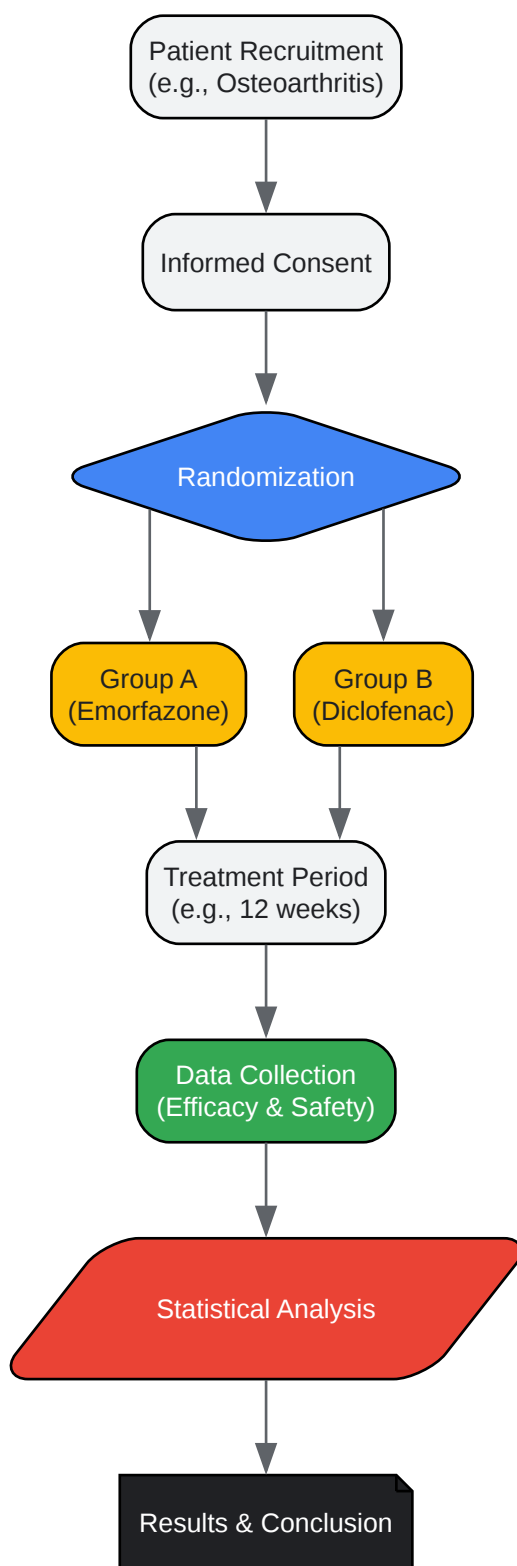 Patient Recruitment
(e.g., Osteoarthritis)
Informed Consent
Randomization
Group A
(Emorfazone)
Group B
(Diclofenac)
Treatment Period
(e.g., 12 weeks)
Data Collection
(Efficacy & Safety)
Statistical Analysis
Results & Conclusion